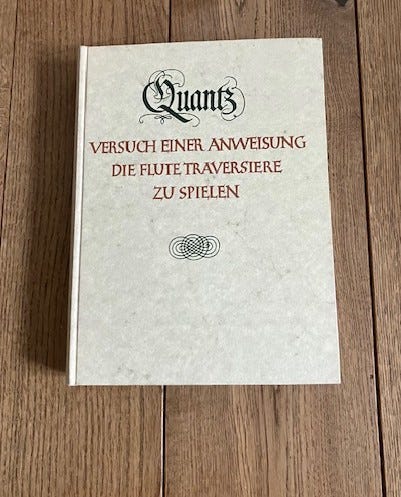 Quantz
VERSUCH EINER ANWEISUNG
DIE FLUTE TRAVERSIERE
ZU SPIELEN